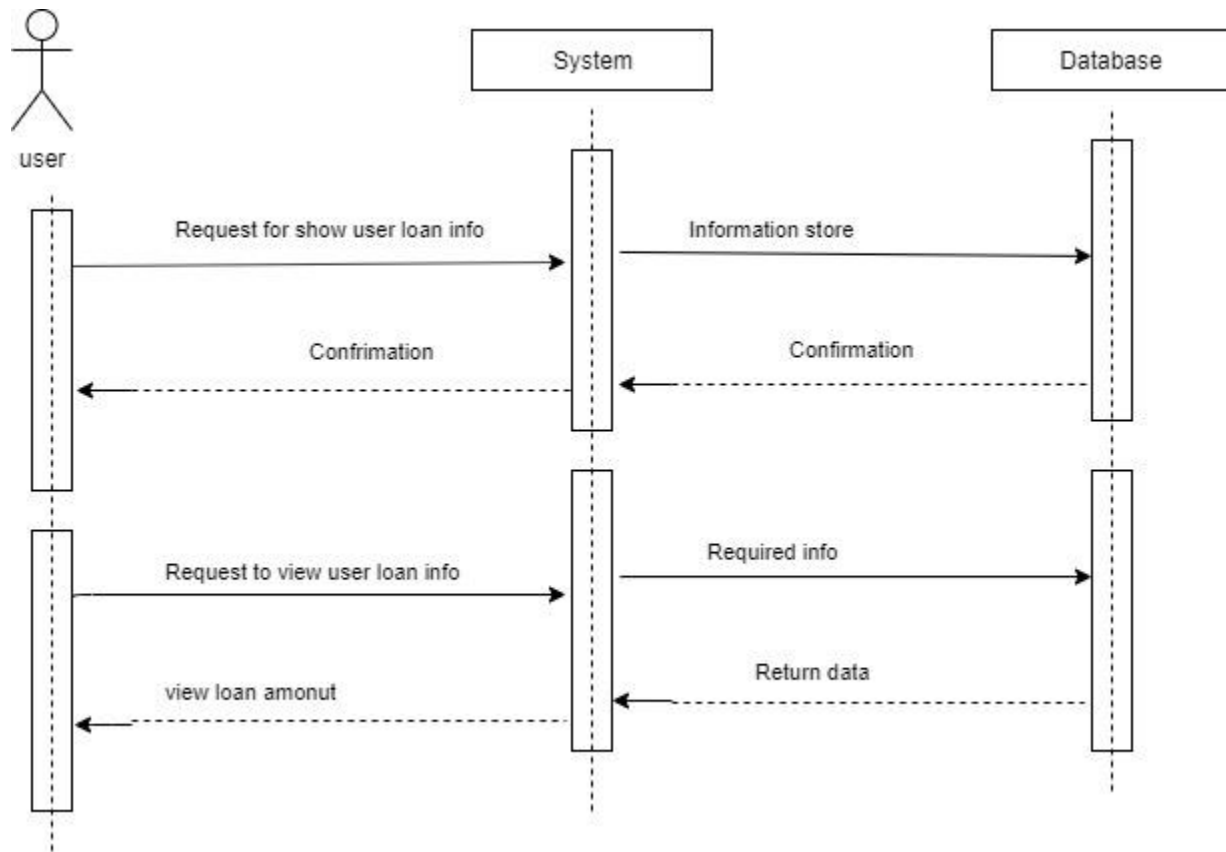 System
Database
user
Request for show user loan info
Information store
Confrimation
Confirmation
Request to view user loan info
Required info
view loan amonut
Return data